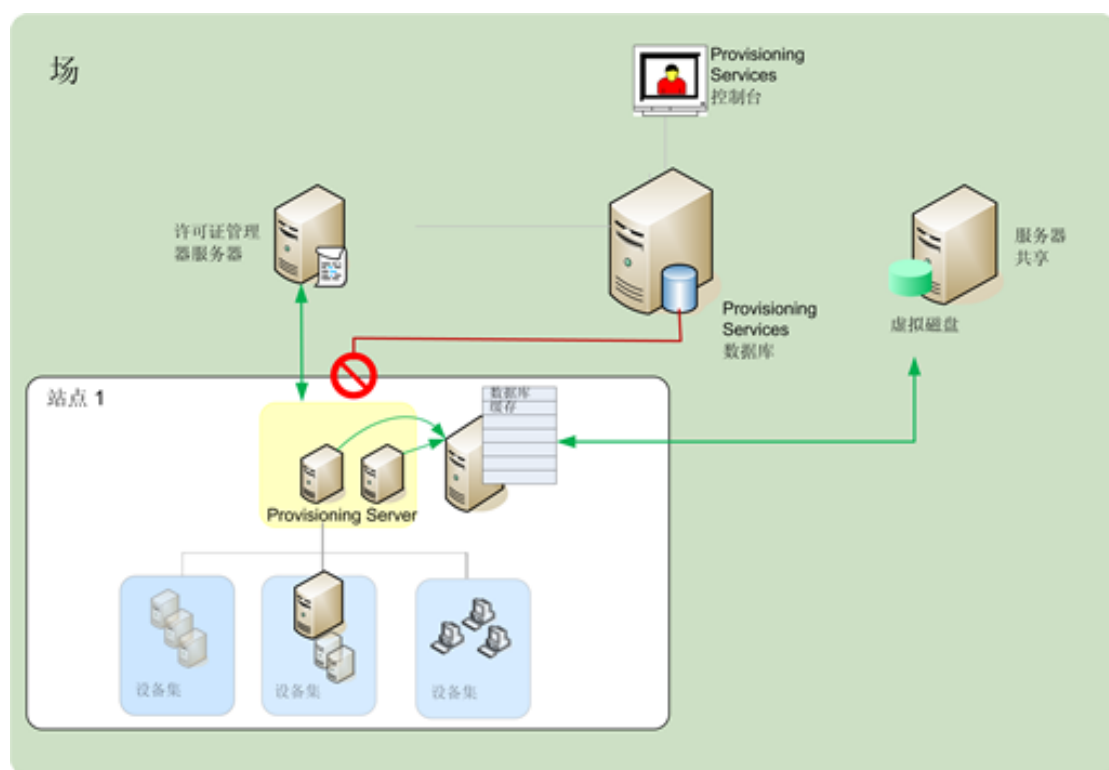 场
Provisioning
Services
控制台
许可证管理
器服务器
服务器
共享
Provisioning
Services
数据库
虚拟磁盘
站点 1
数据库
缓存
Provisioning Server
设备集
设备集
设备集